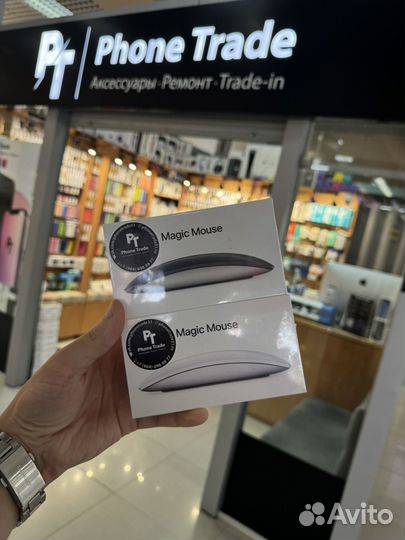 PT Phone Trade
Аксессуары · Ремонт · Trade-in
PT
Phone Trade
Magic Mouse
PT
Phone Trade
Magic Mouse
Avito